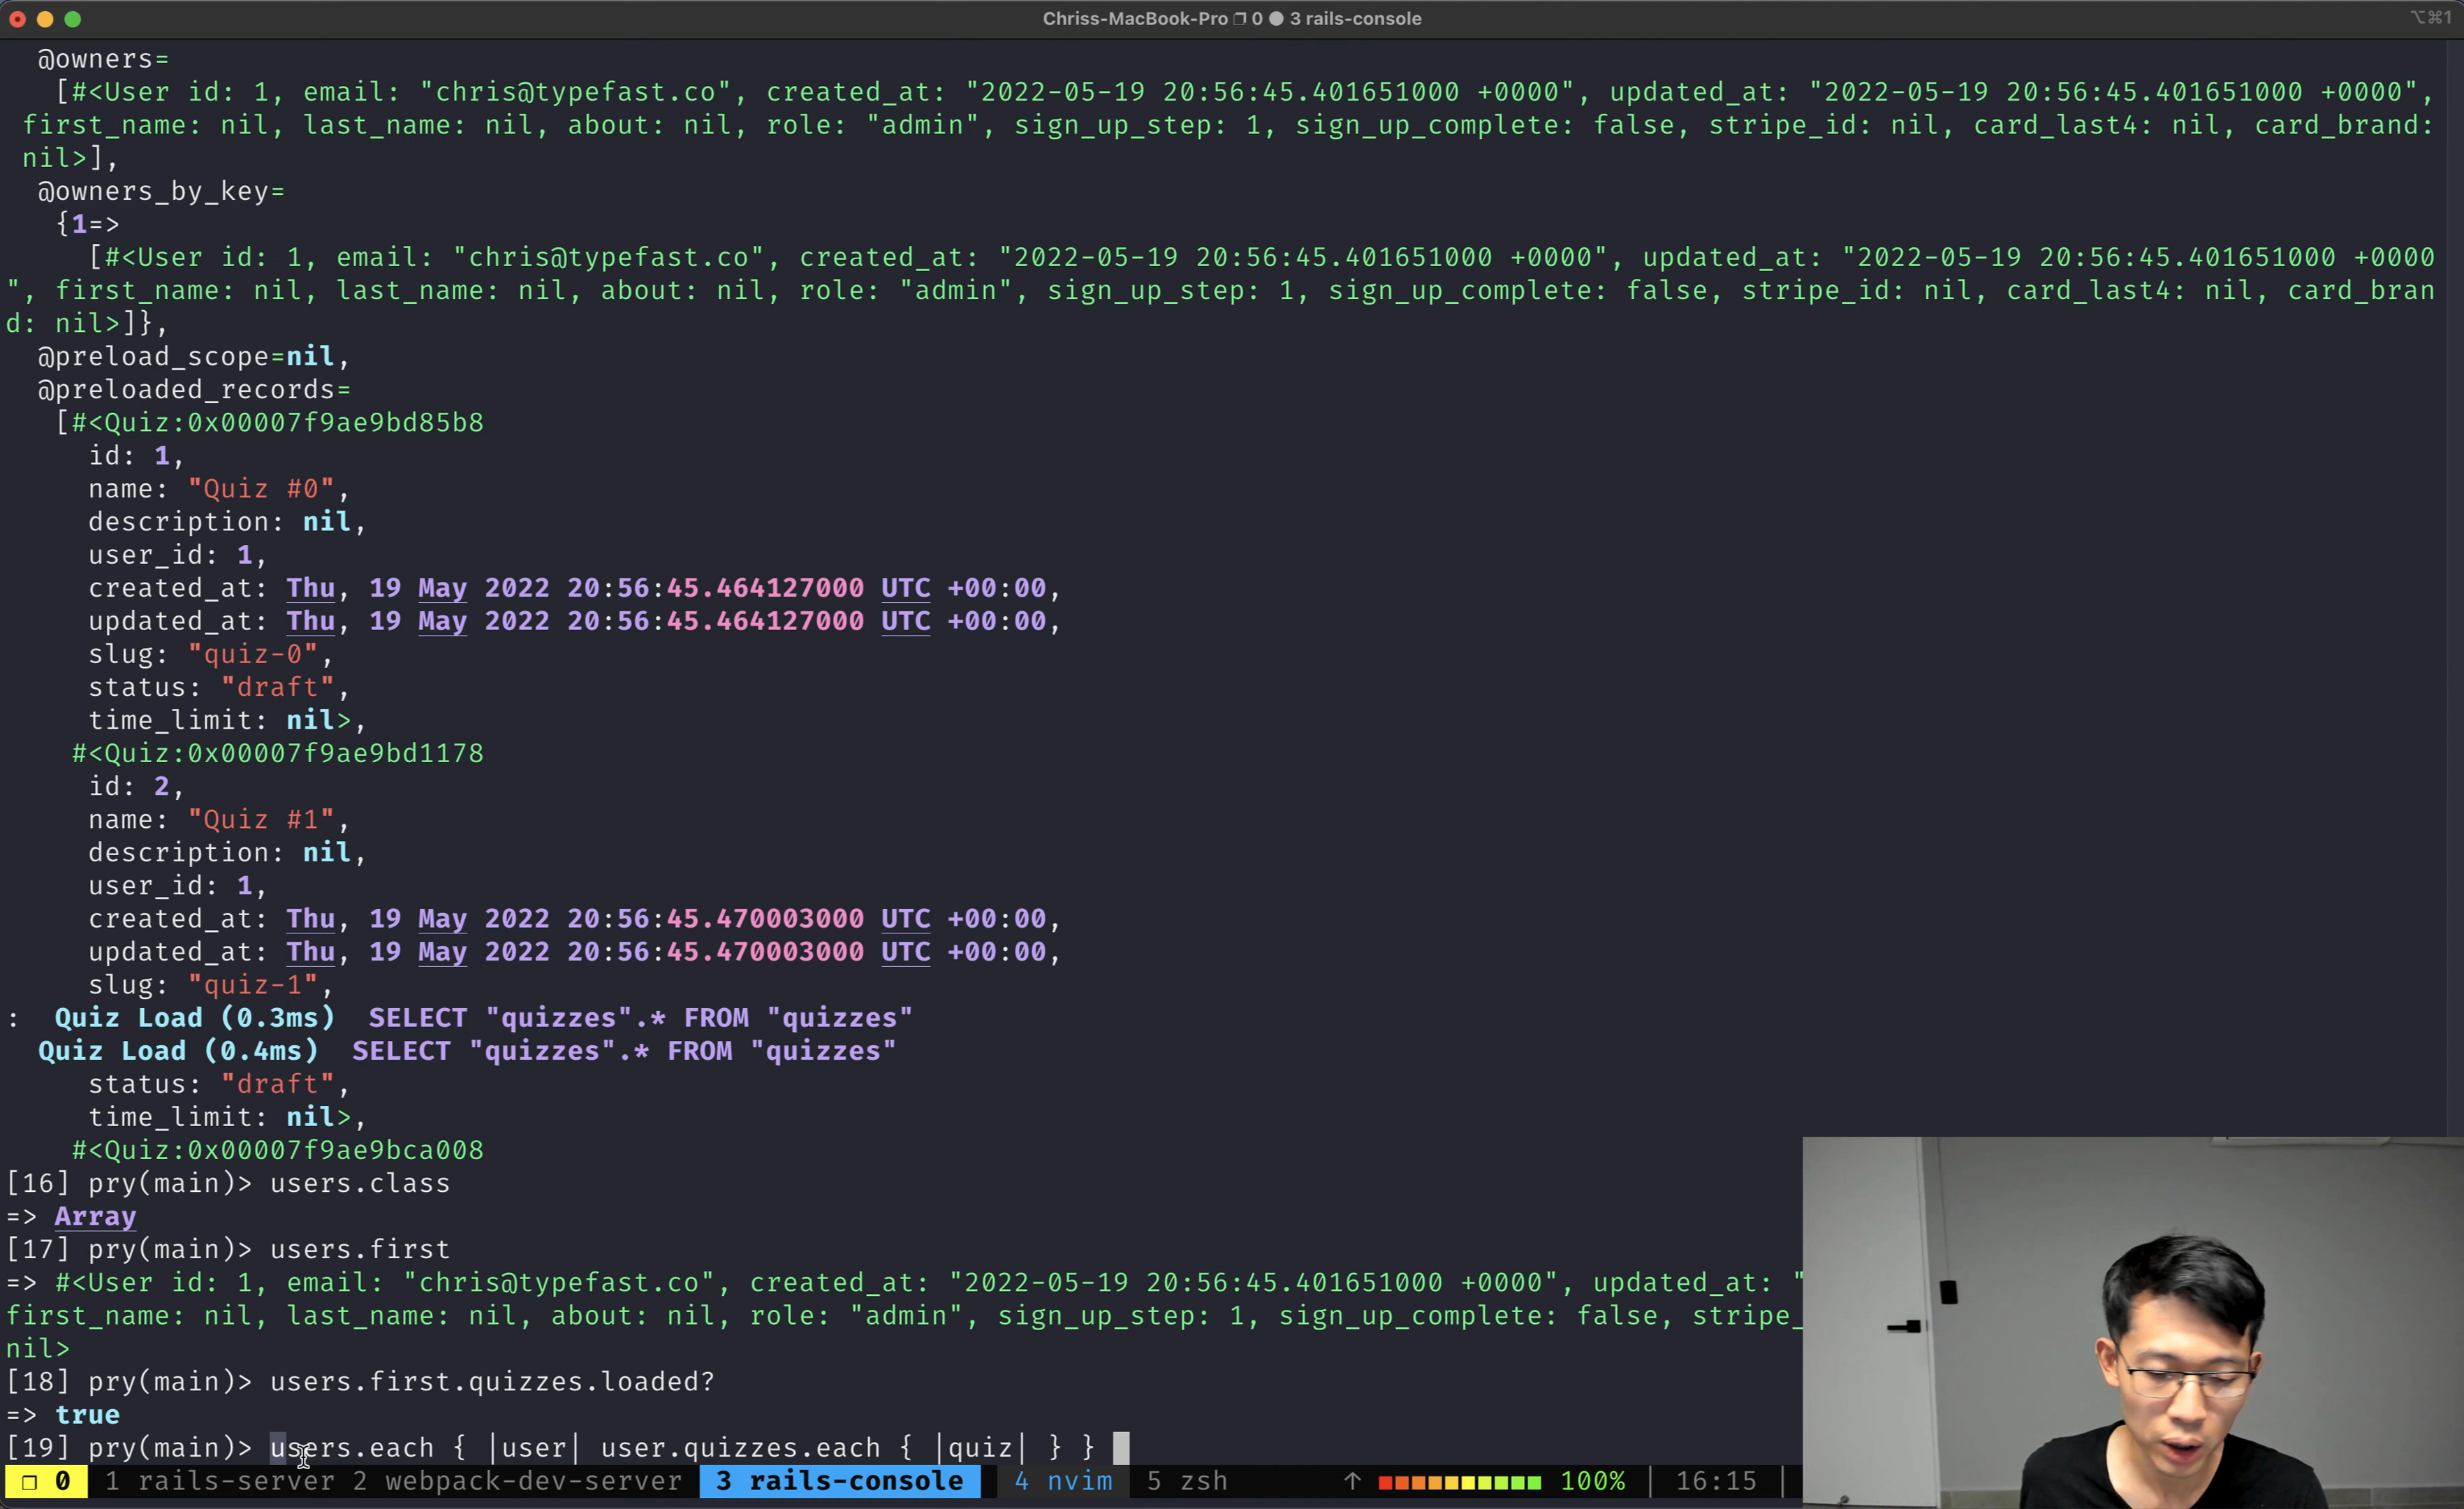 Chriss-MacBook-Pro ❐ 0 ● 3 rails-console ⌥⌘1
@owners=
[#<User id: 1, email: "chris@typefast.co", created_at: "2022-05-19 20:56:45.401651000 +0000", updated_at: "2022-05-19 20:56:45.401651000 +0000",
first_name: nil, last_name: nil, about: nil, role: "admin", sign_up_step: 1, sign_up_complete: false, stripe_id: nil, card_last4: nil, card_brand:
nil>],
@owners_by_key=
{1=>
[#<User id: 1, email: "chris@typefast.co", created_at: "2022-05-19 20:56:45.401651000 +0000", updated_at: "2022-05-19 20:56:45.401651000 +0000
", first_name: nil, last_name: nil, about: nil, role: "admin", sign_up_step: 1, sign_up_complete: false, stripe_id: nil, card_last4: nil, card_bran
d: nil>]},
@preload_scope=nil,
@preloaded_records=
[#<Quiz:0x00007f9ae9bd85b8
id: 1,
name: "Quiz #0",
description: nil,
user_id: 1,
created_at: Thu, 19 May 2022 20:56:45.464127000 UTC +00:00,
updated_at: Thu, 19 May 2022 20:56:45.464127000 UTC +00:00,
slug: "quiz-0",
status: "draft",
time_limit: nil>,
#<Quiz:0x00007f9ae9bd1178
id: 2,
name: "Quiz #1",
description: nil,
user_id: 1,
created_at: Thu, 19 May 2022 20:56:45.470003000 UTC +00:00,
updated_at: Thu, 19 May 2022 20:56:45.470003000 UTC +00:00,
slug: "quiz-1",
:  Quiz Load (0.3ms)  SELECT "quizzes".* FROM "quizzes"
Quiz Load (0.4ms)  SELECT "quizzes".* FROM "quizzes"
status: "draft",
time_limit: nil>,
#<Quiz:0x00007f9ae9bca008
[16] pry(main)> users.class
=> Array
[17] pry(main)> users.first
=> #<User id: 1, email: "chris@typefast.co", created_at: "2022-05-19 20:56:45.401651000 +0000", updated_at: "
first_name: nil, last_name: nil, about: nil, role: "admin", sign_up_step: 1, sign_up_complete: false, stripe_
nil>
[18] pry(main)> users.first.quizzes.loaded?
=> true
[19] pry(main)> users.each { |user| user.quizzes.each { |quiz| } }
❐ 0 1 rails-server 2 webpack-dev-server 3 rails-console 4 nvim 5 zsh ↑ 100% | 16:15 |